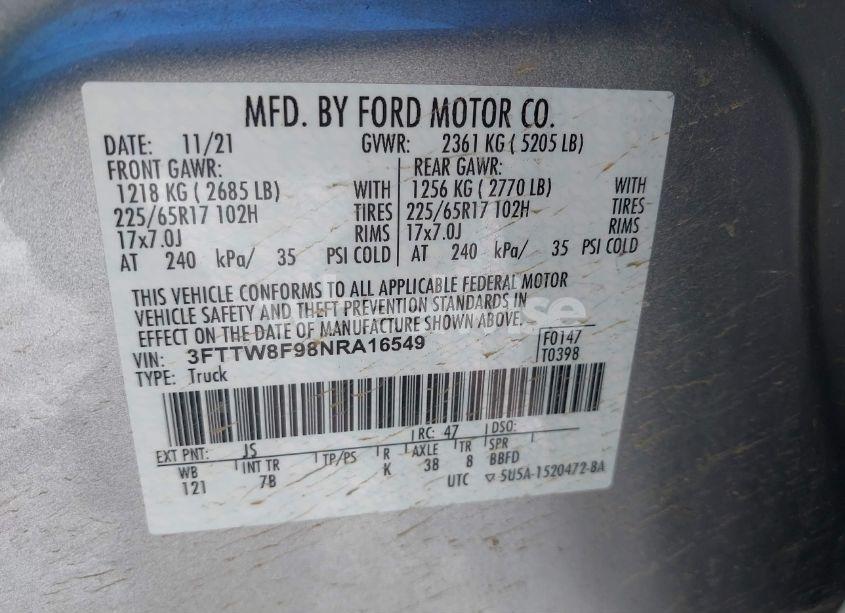 MFD. BY FORD MOTOR CO.
DATE: 11/21 GVWR: 2361 KG ( 5205 LB)
FRONT GAWR: REAR GAWR:
1218 KG ( 2685 LB) WITH 1256 KG ( 2770 LB) WITH
225/65R17 102H TIRES 225/65R17 102H TIRES
17x7.0J RIMS 17x7.0J RIMS
AT 240 kPa/ 35 PSI COLD AT 240 kPa/ 35 PSI COLD
THIS VEHICLE CONFORMS TO ALL APPLICABLE FEDERAL MOTOR
VEHICLE SAFETY AND THEFT PREVENTION STANDARDS IN
EFFECT ON THE DATE OF MANUFACTURE SHOWN ABOVE.
VIN: 3FTTW8F98NRA16549 F0147
TYPE: Truck T0398
EXT PNT: JS RC: 47 DSO:
WB INT TR TP/PS R AXLE TR SPR
121 7B K 38 8 BBFD
UTC ▽ 5U5A-1520472-BA